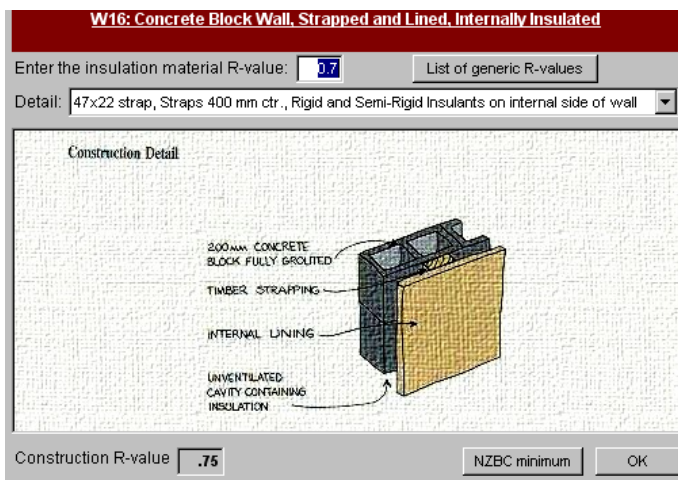 W16: Concrete Block Wall, Strapped and Lined, Internally Insulated
Enter the insulation material R-value: 0.7 List of generic R-values
Detail: 47x22 strap, Straps 400 mm ctr., Rigid and Semi-Rigid Insulants on internal side of wall
Construction Detail
200mm CONCRETE
BLOCK FULLY GROUTED
TIMBER STRAPPING
INTERNAL LINING
UNVENTILATED
CAVITY CONTAINING
INSULATION
Construction R-value .75 NZBC minimum OK